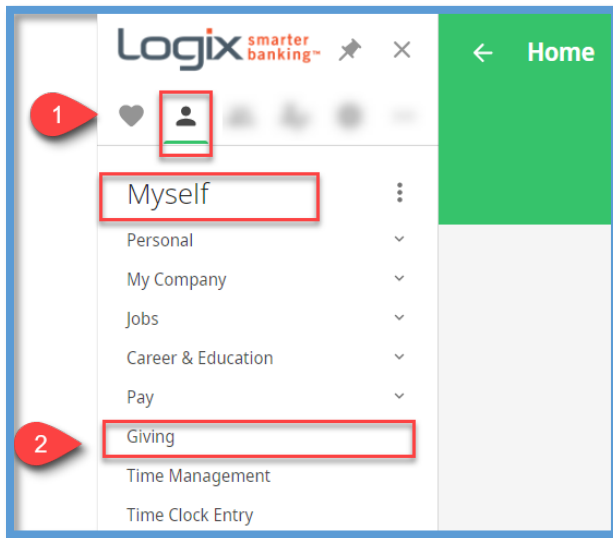 Logix smarter banking™
← Home
1
Myself
Personal
My Company
Jobs
Career & Education
Pay
Giving
2
Time Management
Time Clock Entry